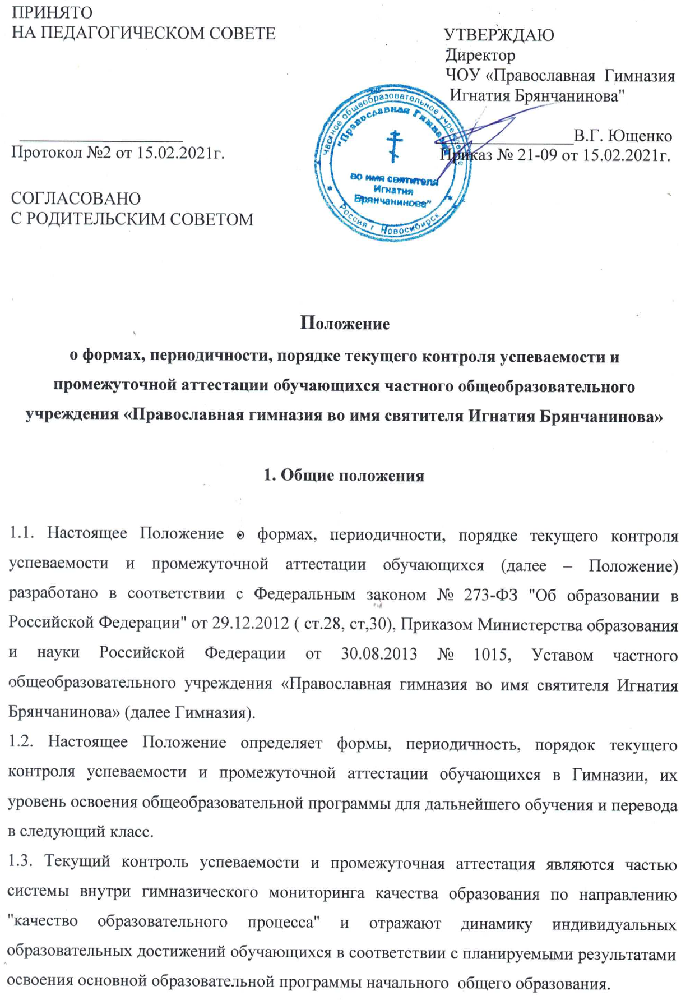 ПРИНЯТО
НА ПЕДАГОГИЧЕСКОМ СОВЕТЕ
УТВЕРЖДАЮ
Директор
ЧОУ «Православная Гимназия
Игнатия Брянчанинова"
В.Г. Ющенко
Протокол №2 от 15.02.2021г.
Приказ № 21-09 от 15.02.2021г.
Частное общеобразовательное учреждение
"Православная Гимназия
во имя святителя
Игнатия
Брянчанинова"
Россия г Новосибирск
СОГЛАСОВАНО
С РОДИТЕЛЬСКИМ СОВЕТОМ
Положение
о формах, периодичности, порядке текущего контроля успеваемости и
промежуточной аттестации обучающихся частного общеобразовательного
учреждения «Православная гимназия во имя святителя Игнатия Брянчанинова»
1. Общие положения
1.1. Настоящее Положение о формах, периодичности, порядке текущего контроля
успеваемости и промежуточной аттестации обучающихся (далее – Положение)
разработано в соответствии с Федеральным законом № 273-ФЗ "Об образовании в
Российской Федерации" от 29.12.2012 ( ст.28, ст,30), Приказом Министерства образования
и науки Российской Федерации от 30.08.2013 № 1015, Уставом частного
общеобразовательного учреждения «Православная гимназия во имя святителя Игнатия
Брянчанинова» (далее Гимназия).
1.2. Настоящее Положение определяет формы, периодичность, порядок текущего
контроля успеваемости и промежуточной аттестации обучающихся в Гимназии, их
уровень освоения общеобразовательной программы для дальнейшего обучения и перевода
в следующий класс.
1.3. Текущий контроль успеваемости и промежуточная аттестация являются частью
системы внутри гимназического мониторинга качества образования по направлению
"качество образовательного процесса" и отражают динамику индивидуальных
образовательных достижений обучающихся в соответствии с планируемыми результатами
освоения основной образовательной программы начального  общего образования.